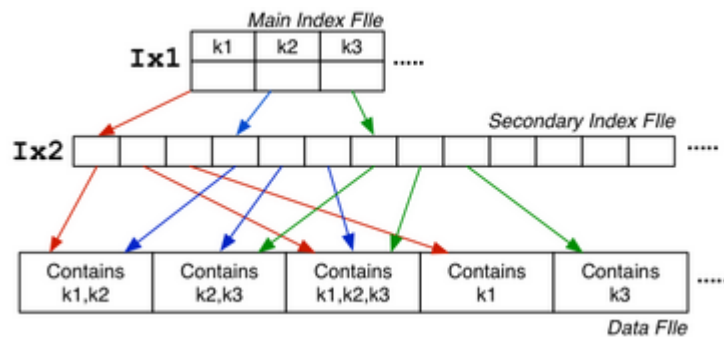 Main Index FIle
Ix1 k1 k2 k3 .....
Secondary Index FIle
Ix2 .....
Contains k1,k2
Contains k2,k3
Contains k1,k2,k3
Contains k1
Contains k3
.....
Data FIle